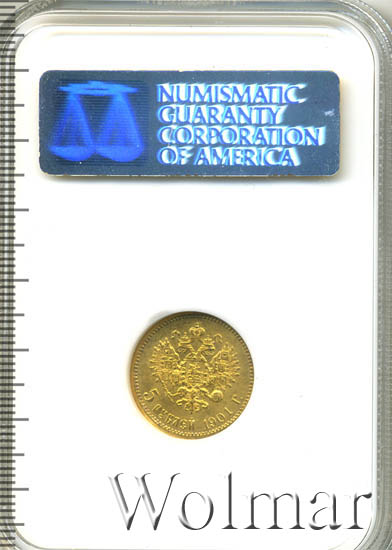 NUMISMATIC
GUARANTY
CORPORATION
OF AMERICA
5 РУБЛЕЙ 1901 Г.
Wolmar